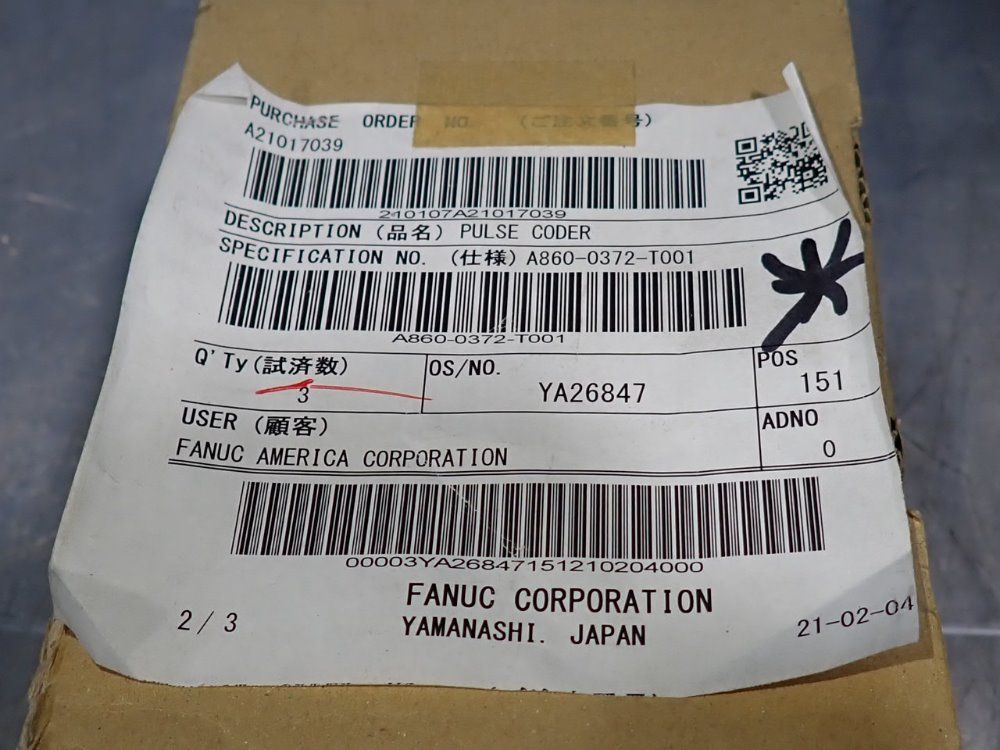 PURCHASE ORDER NO. (ご注文番号)
A21017039
210107A21017039
DESCRIPTION (品名) PULSE CODER
SPECIFICATION NO. (仕様) A860-0372-T001
A860-0372-T001
Q'Ty(試済数)
3
OS/NO.
YA26847
POS
151
USER (顧客)
FANUC AMERICA CORPORATION
ADNO
0
00003YA268471512102040​00
FANUC CORPORATION
YAMANASHI. JAPAN
2/3
21-02-04